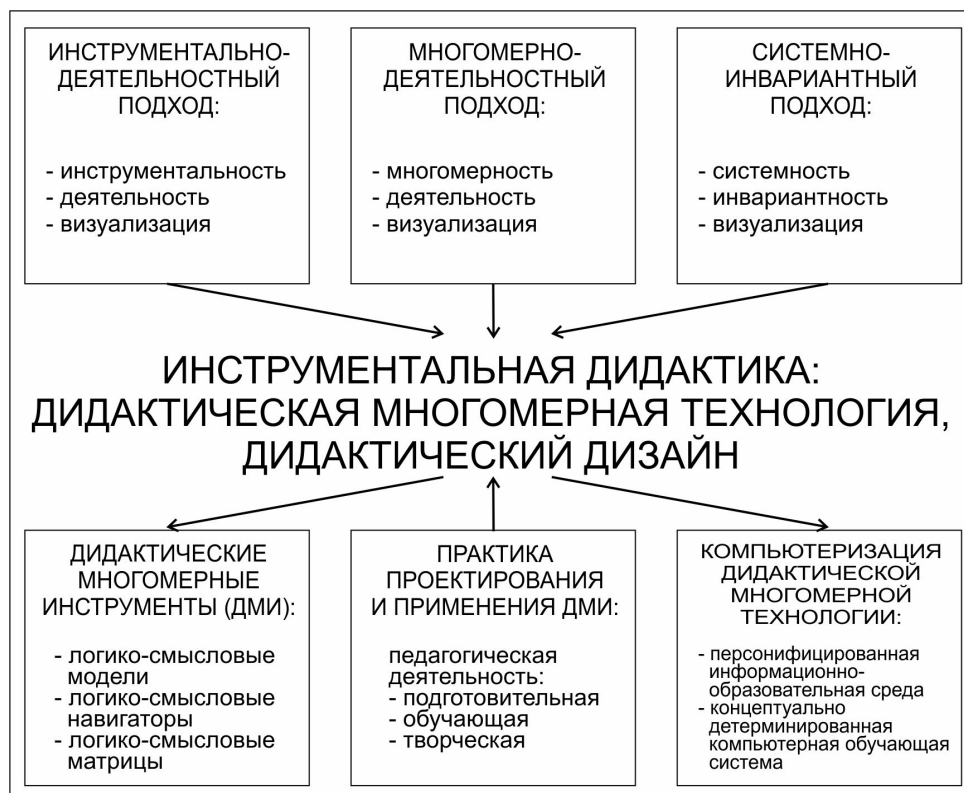 ИНСТРУМЕНТАЛЬНО-
ДЕЯТЕЛЬНОСТНЫЙ
ПОДХОД:
- инструментальность
- деятельность
- визуализация
МНОГОМЕРНО-
ДЕЯТЕЛЬНОСТНЫЙ
ПОДХОД:
- многомерность
- деятельность
- визуализация
СИСТЕМНО-
ИНВАРИАНТНЫЙ
ПОДХОД:
- системность
- инвариантность
- визуализация
ИНСТРУМЕНТАЛЬНАЯ ДИДАКТИКА:
ДИДАКТИЧЕСКАЯ МНОГОМЕРНАЯ ТЕХНОЛОГИЯ,
ДИДАКТИЧЕСКИЙ ДИЗАЙН
ДИДАКТИЧЕСКИЕ
МНОГОМЕРНЫЕ
ИНСТРУМЕНТЫ (ДМИ):
- логико-смысловые
модели
- логико-смысловые
навигаторы
- логико-смысловые
матрицы
ПРАКТИКА
ПРОЕКТИРОВАНИЯ
И ПРИМЕНЕНИЯ ДМИ:
педагогическая
деятельность:
- подготовительная
- обучающая
- творческая
КОМПЬЮТЕРИЗАЦИЯ
ДИДАКТИЧЕСКОЙ
МНОГОМЕРНОЙ
ТЕХНОЛОГИИ:
- персонифицированная
информационно-
образовательная среда
- концептуально
детерминированная
компьютерная обучающая
система